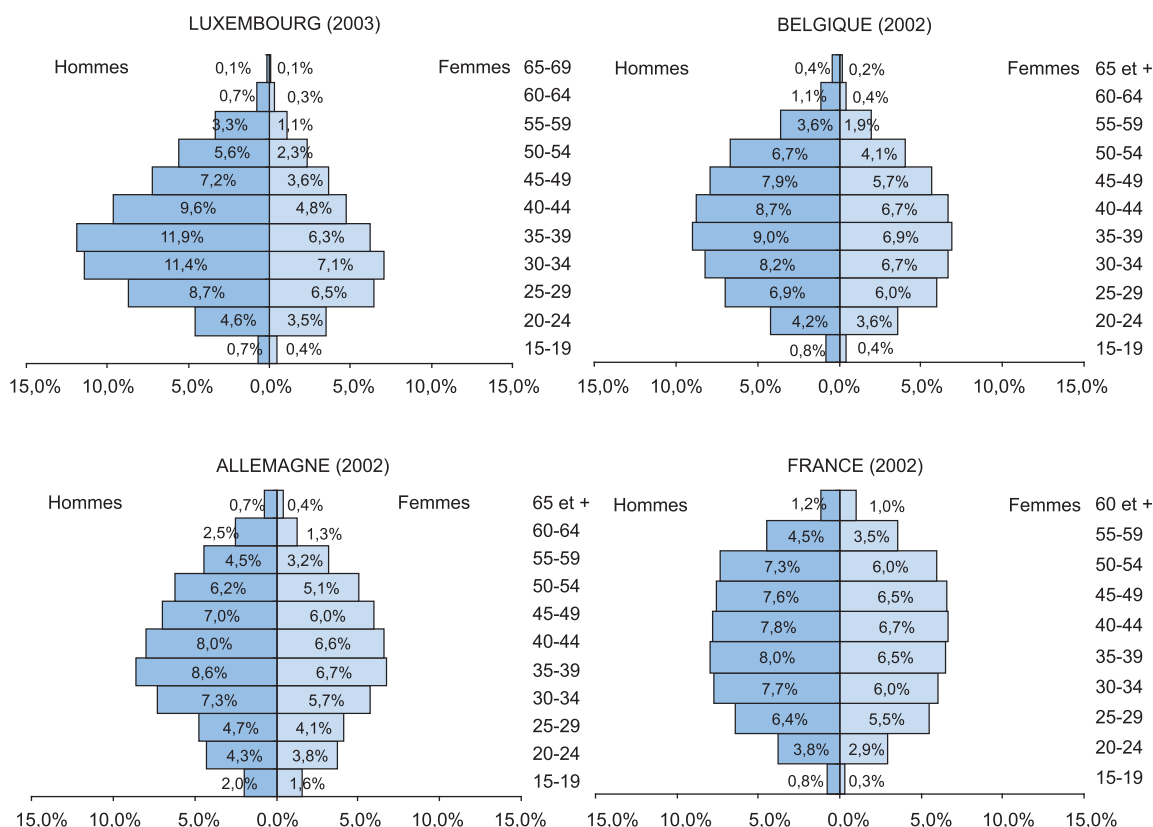 LUXEMBOURG (2003)
Hommes 0,1% 0,1% Femmes 65-69
0,7% 0,3% 60-64
3,3% 1,1% 55-59
5,6% 2,3% 50-54
7,2% 3,6% 45-49
9,6% 4,8% 40-44
11,9% 6,3% 35-39
11,4% 7,1% 30-34
8,7% 6,5% 25-29
4,6% 3,5% 20-24
0,7% 0,4% 15-19
15,0% 10,0% 5,0% 0,0% 5,0% 10,0% 15,0%
BELGIQUE (2002)
Hommes 0,4% 0,2% Femmes 65 et +
1,1% 0,4% 60-64
3,6% 1,9% 55-59
6,7% 4,1% 50-54
7,9% 5,7% 45-49
8,7% 6,7% 40-44
9,0% 6,9% 35-39
8,2% 6,7% 30-34
6,9% 6,0% 25-29
4,2% 3,6% 20-24
0,8% 0,4% 15-19
15,0% 10,0% 5,0% 0,0% 5,0% 10,0% 15,0%
ALLEMAGNE (2002)
Hommes 0,7% 0,4% Femmes 65 et +
2,5% 1,3% 60-64
4,5% 3,2% 55-59
6,2% 5,1% 50-54
7,0% 6,0% 45-49
8,0% 6,6% 40-44
8,6% 6,7% 35-39
7,3% 5,7% 30-34
4,7% 4,1% 25-29
4,3% 3,8% 20-24
2,0% 1,6% 15-19
15,0% 10,0% 5,0% 0,0% 5,0% 10,0% 15,0%
FRANCE (2002)
Hommes 1,2% 1,0% Femmes 60 et +
4,5% 3,5% 55-59
7,3% 6,0% 50-54
7,6% 6,5% 45-49
7,8% 6,7% 40-44
8,0% 6,5% 35-39
7,7% 6,0% 30-34
6,4% 5,5% 25-29
3,8% 2,9% 20-24
0,8% 0,3% 15-19
15,0% 10,0% 5,0% 0,0% 5,0% 10,0% 15,0%